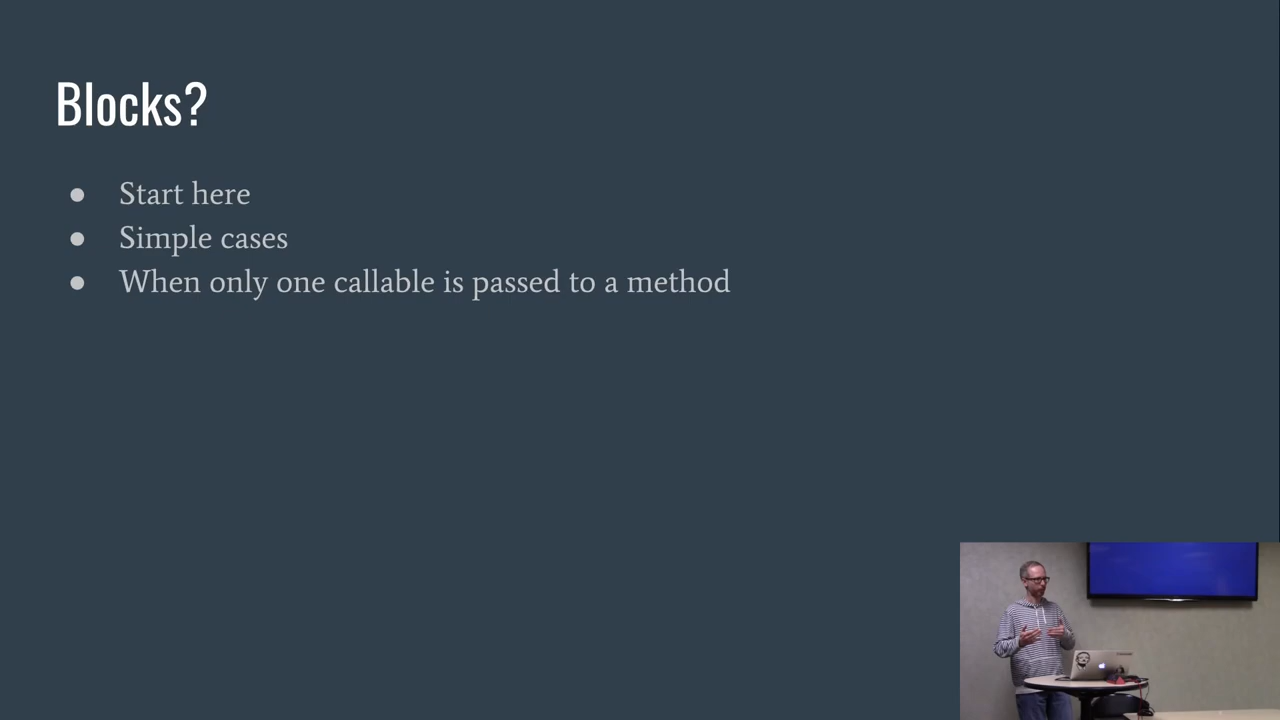 Blocks?
● Start here
● Simple cases
● When only one callable is passed to a method